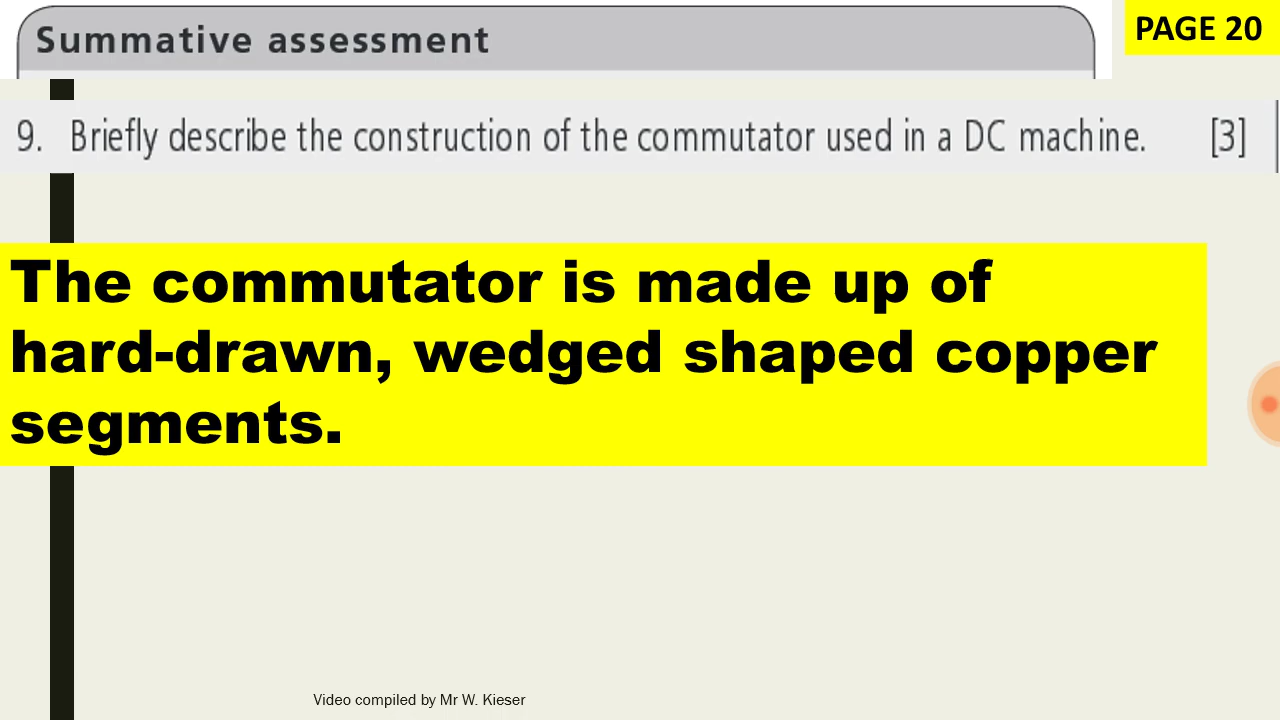 Summative assessment
PAGE 20
9. Briefly describe the construction of the commutator used in a DC machine. [3]
The commutator is made up of
hard-drawn, wedged shaped copper
segments.
Video compiled by Mr W. Kieser